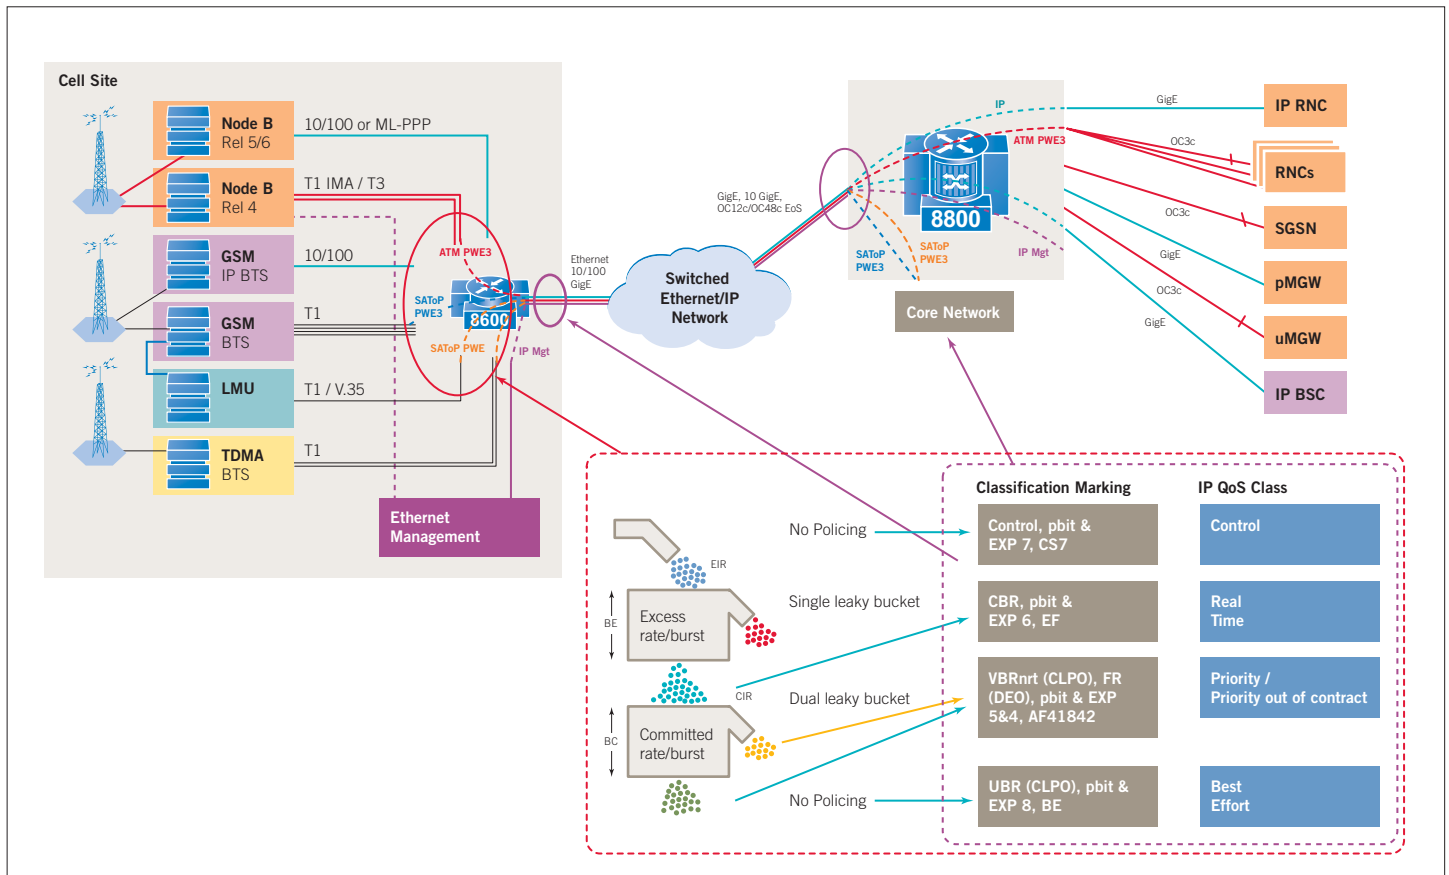 Cell Site
Node B
Rel 5/6
10/100 or ML-PPP
Node B
Rel 4
T1 IMA / T3
GSM
IP BTS
10/100
GSM
BTS
T1
LMU
T1 / V.35
TDMA
BTS
T1
Ethernet
Management
ATM PWE3
SAToP
PWE3
8600
SAToP PWE
IP Mgt
Ethernet
10/100
GigE
Switched
Ethernet/IP
Network
GigE, 10 GigE,
OC12c/OC48c EoS
IP
ATM PWE3
8800
SAToP
PWE3
SAToP
PWE3
IP Mgt
Core Network
GigE
OC3c
OC3c
GigE
OC3c
GigE
IP RNC
RNCs
SGSN
pMGW
uMGW
IP BSC
Classification Marking
IP QoS Class
No Policing
Control, pbit &
EXP 7, CS7
Control
EIR
BE
Excess
rate/burst
Single leaky bucket
CBR, pbit &
EXP 6, EF
Real
Time
CIR
Dual leaky bucket
VBRnrt (CLPO), FR
(DEO), pbit & EXP
5&4, AF41842
Priority /
Priority out of contract
BC
Committed
rate/burst
No Policing
UBR (CLPO), pbit &
EXP 8, BE
Best
Effort